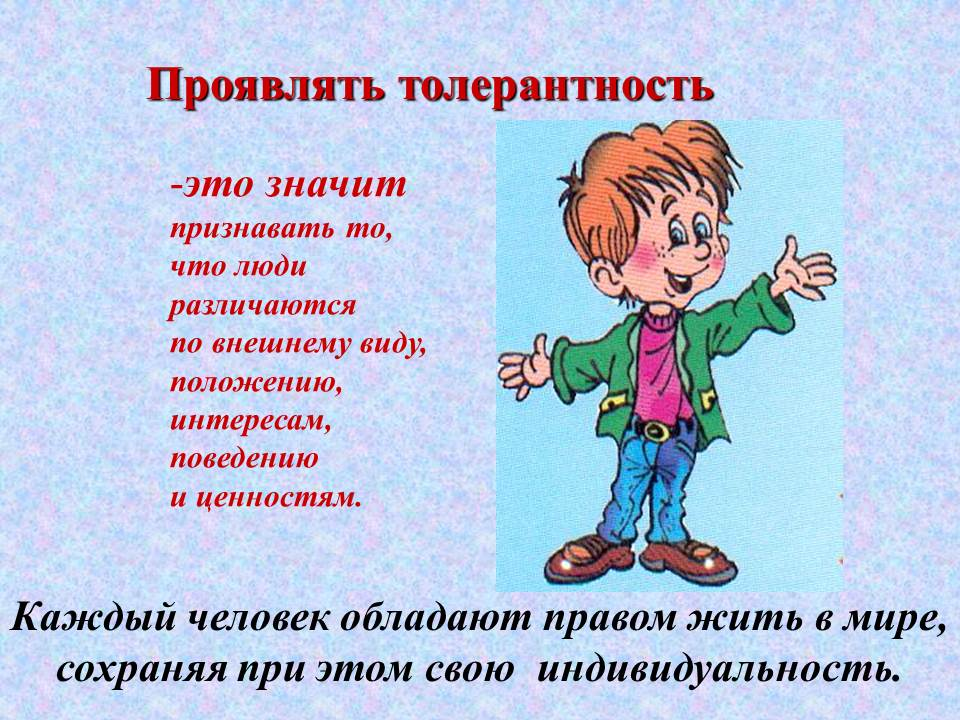 Проявлять толерантность
-это значит
признавать то,
что люди
различаются
по внешнему виду,
положению,
интересам,
поведению
и ценностям.
Каждый человек обладают правом жить в мире,
сохраняя при этом свою индивидуальность.